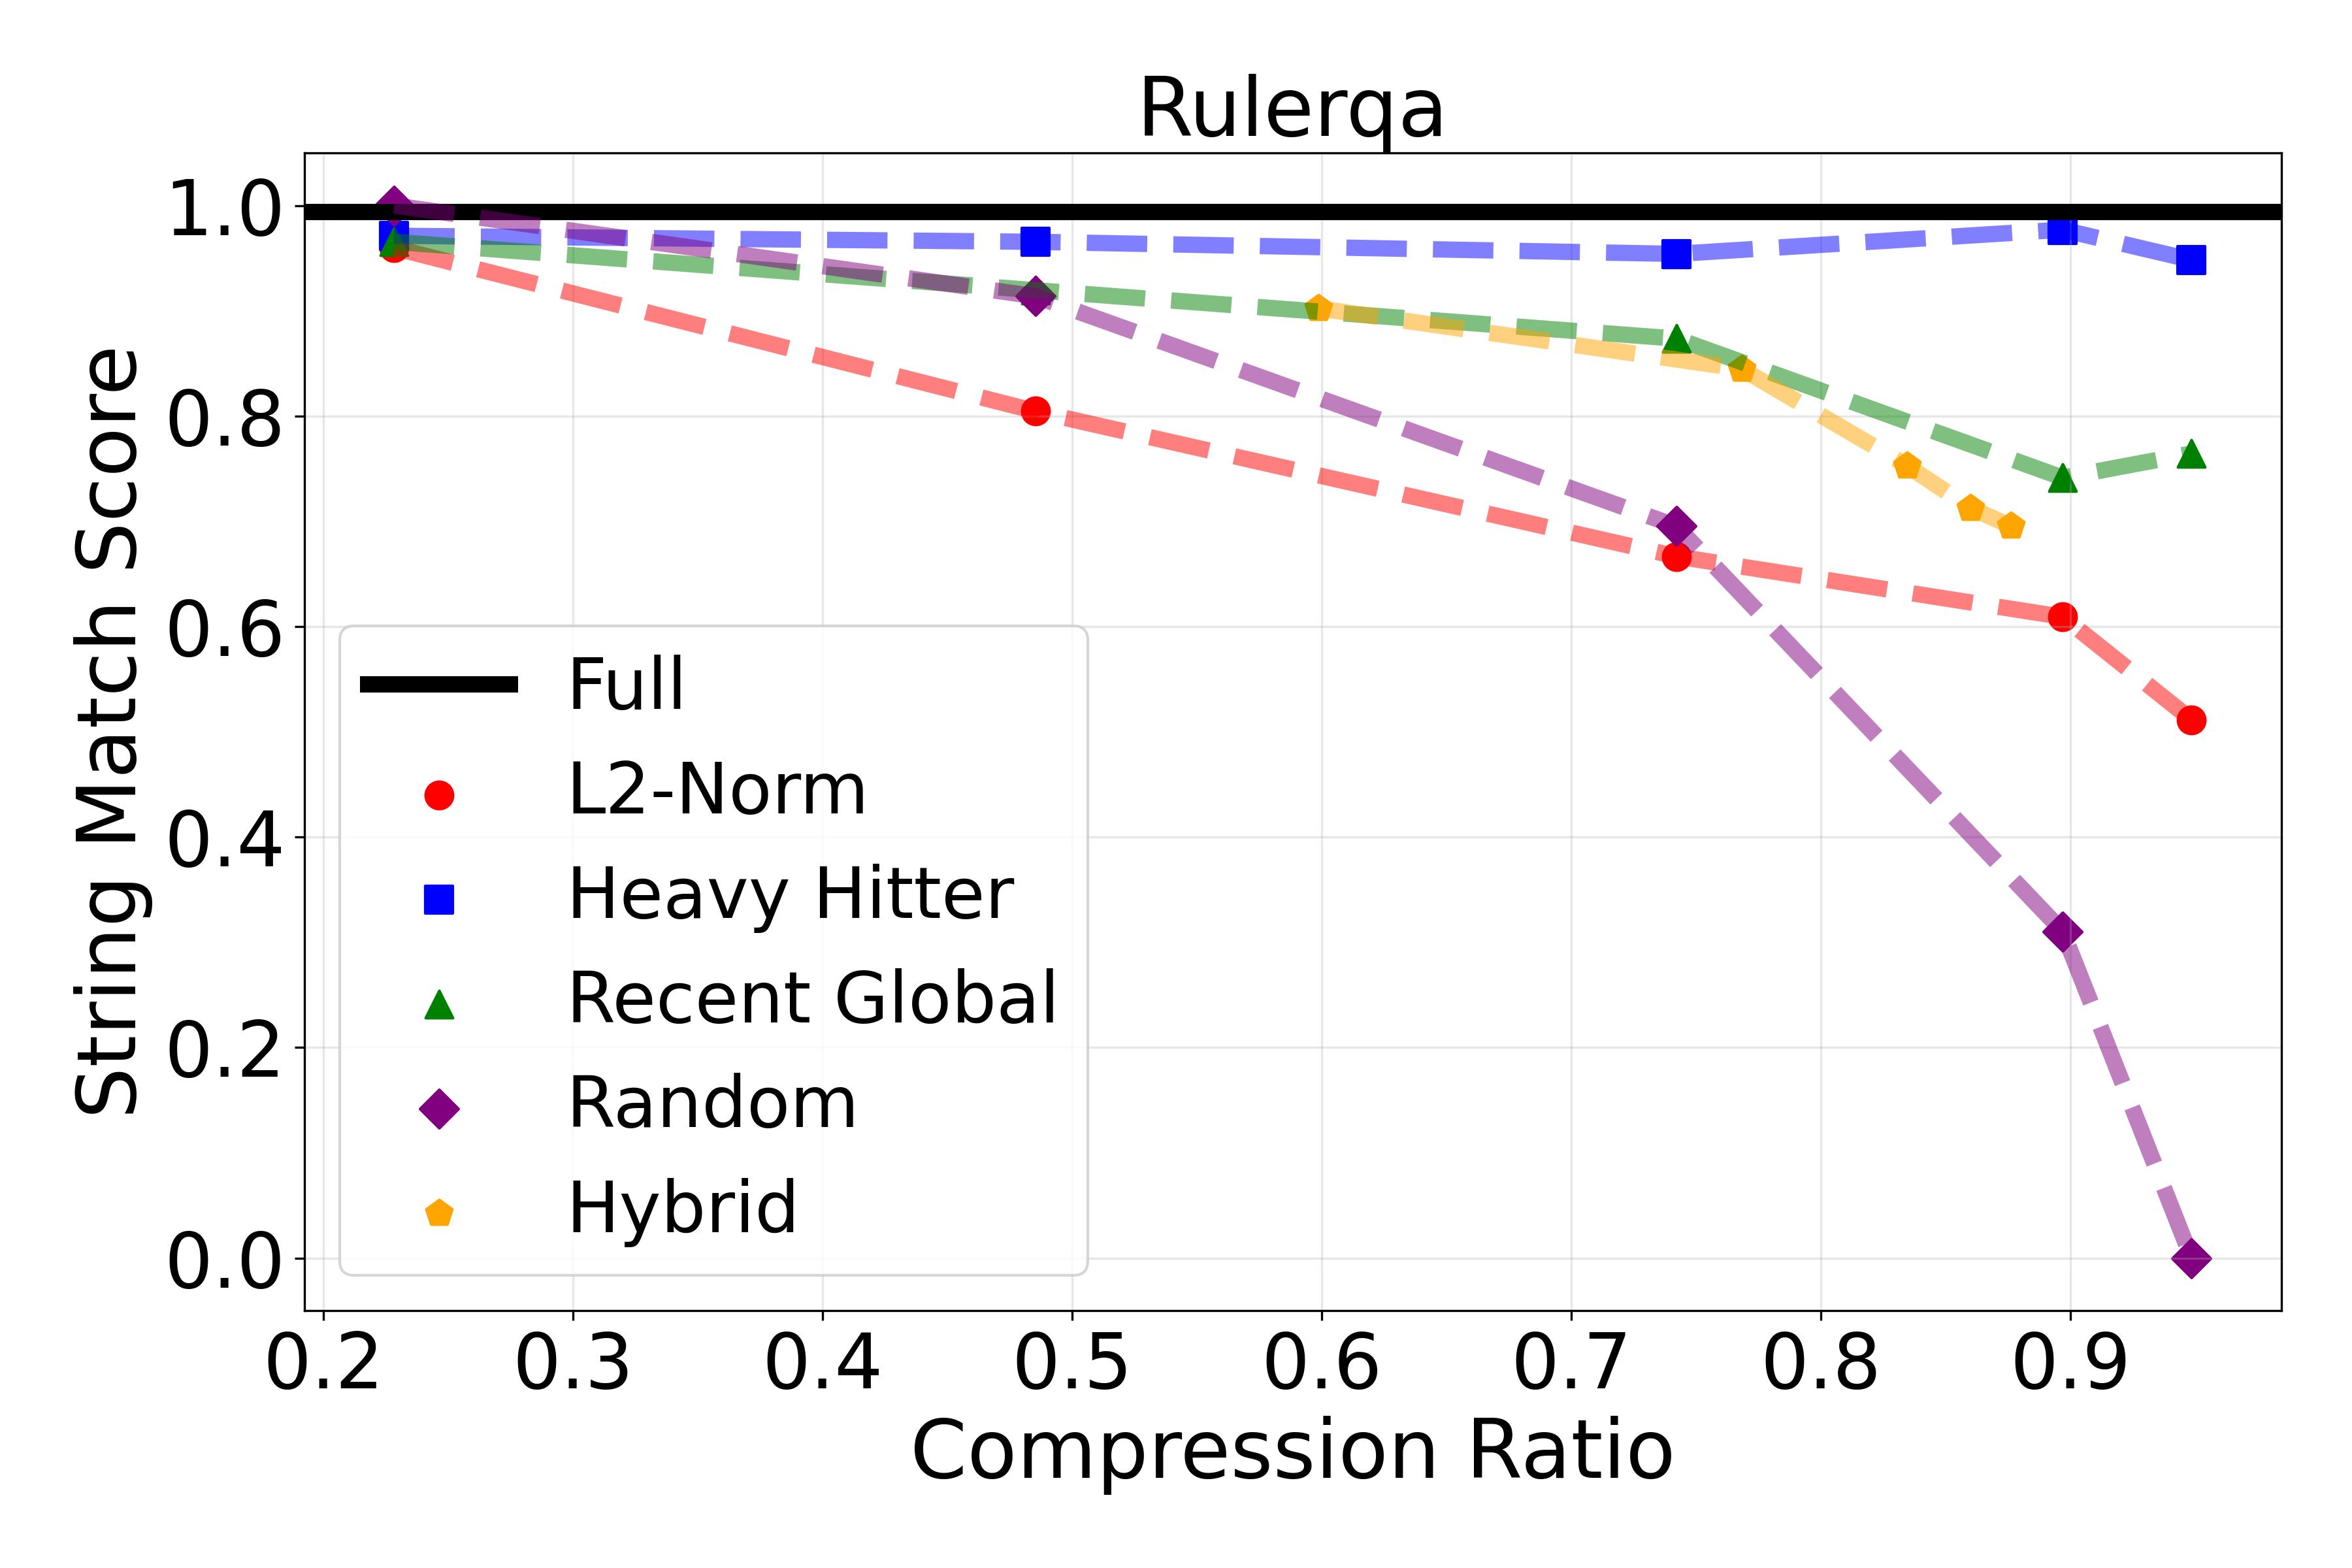 Rulerqa
String Match Score
1.0
0.8
0.6
0.4
0.2
0.0
Full
L2-Norm
Heavy Hitter
Recent Global
Random
Hybrid
0.2 0.3 0.4 0.5 0.6 0.7 0.8 0.9
Compression Ratio